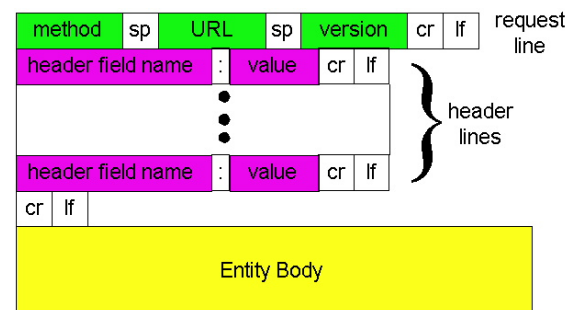 method sp URL sp version cr lf request line
header field name : value cr lf
header lines
header field name : value cr lf
cr lf
Entity Body